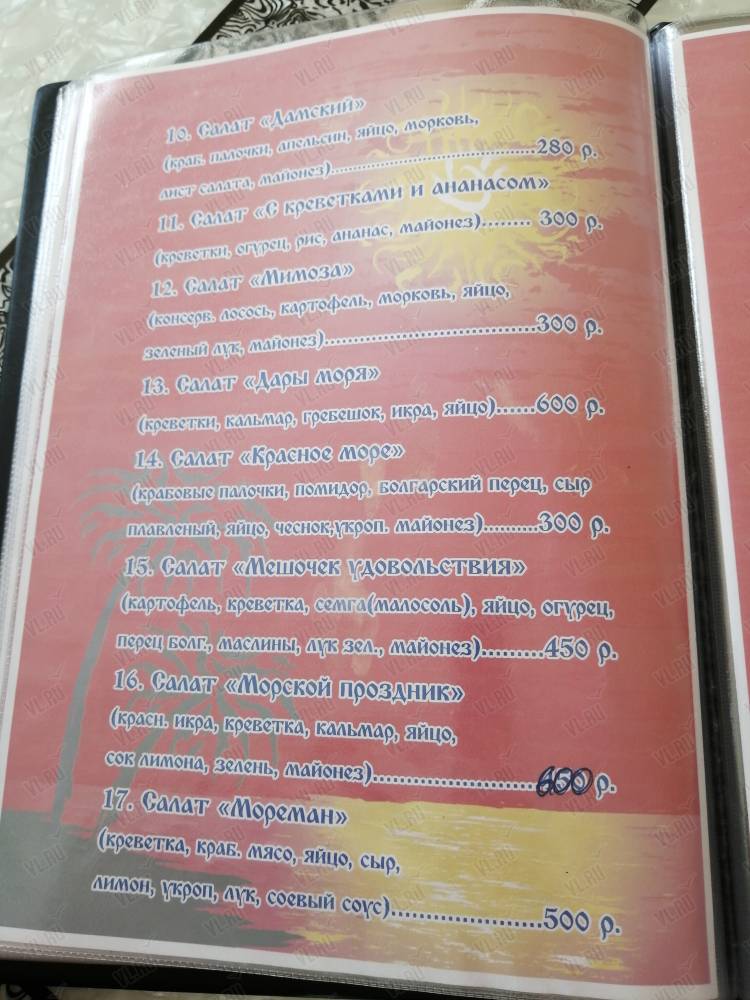 10. Салат «Дамский»
(краб. палочки, апельсин, яйцо, морковь,
лист салата, майонез)..................................280 р.
11. Салат «С креветками и ананасом»
(креветки, огурец, рис, ананас, майонез)........ 300 р.
12. Салат «Мимоза»
(консерв. лосось, картофель, морковь, яйцо,
зеленый лук, майонез)...................................300 р.
13. Салат «Дары моря»
(креветки, кальмар, гребешок, икра, яйцо)......600 р.
14. Салат «Красное море»
(крабовые палочки, помидор, болгарский перец, сыр
плавленый, яйцо, чеснок,укроп. майонез)..........300 р.
15. Салат «Мешочек удовольствия»
(картофель, креветка, семга(малосоль), яйцо, огурец,
перец болг., маслины, лук зел., майонез)..........450 р.
16. Салат «Морской проздник»
(красн. икра, креветка, кальмар, яйцо,
сок лимона, зелень, майонез)........................600 р.
17. Салат «Мореман»
(креветка, краб. мясо, яйцо, сыр,
лимон, укроп, лук, соевый соус)........................500 р.